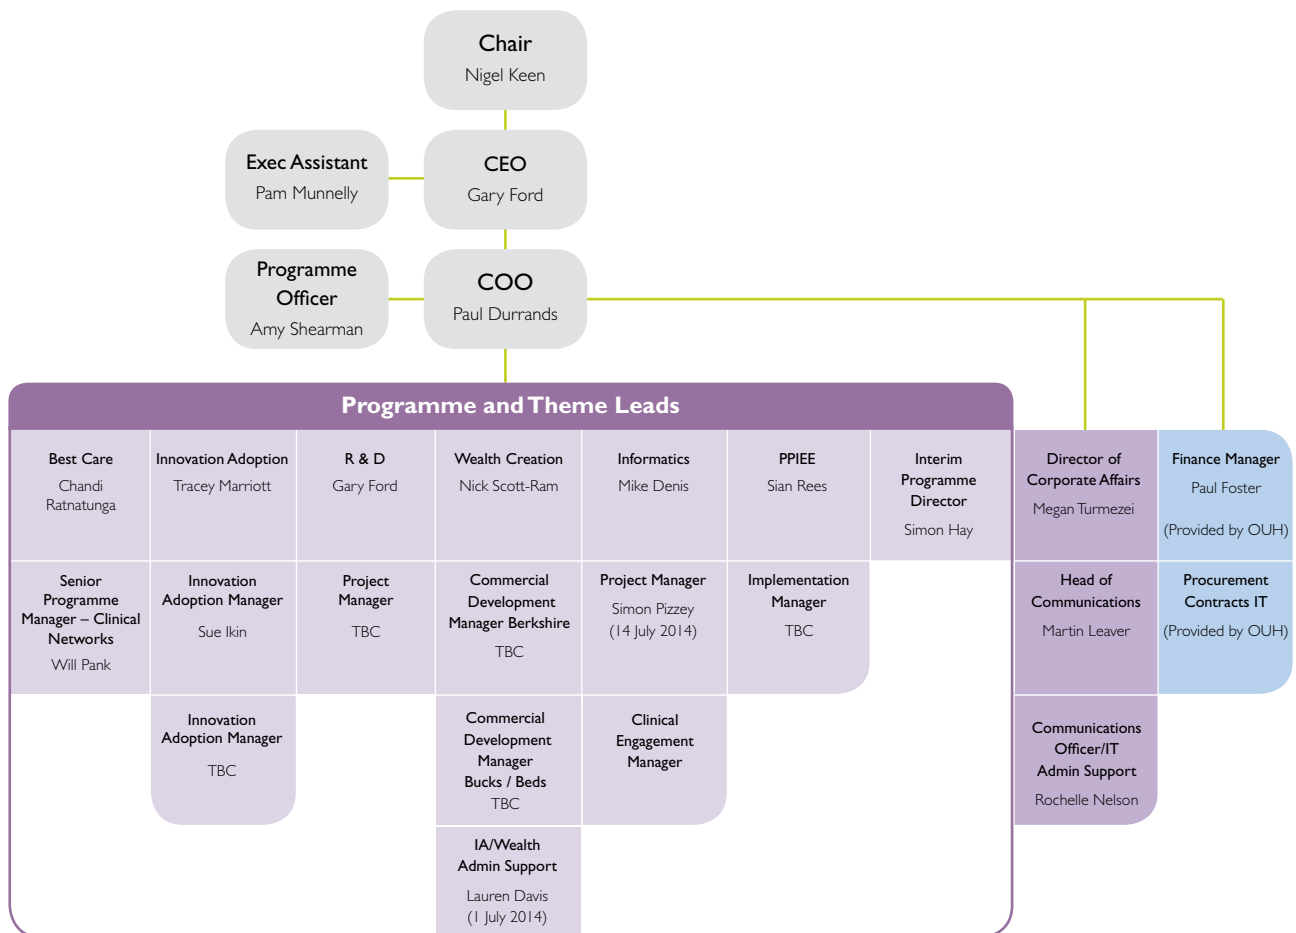 Chair
Nigel Keen
Exec Assistant
Pam Munnelly
CEO
Gary Ford
Programme
Officer
Amy Shearman
COO
Paul Durrands
Programme and Theme Leads
Best Care
Chandi
Ratnatunga
Innovation Adoption
Tracey Marriott
R & D
Gary Ford
Wealth Creation
Nick Scott-Ram
Informatics
Mike Denis
PPIEE
Sian Rees
Interim
Programme
Director
Simon Hay
Director of
Corporate Affairs
Megan Turmezei
Finance Manager
Paul Foster
(Provided by OUH)
Senior
Programme
Manager – Clinical
Networks
Will Pank
Innovation
Adoption Manager
Sue Ikin
Project
Manager
TBC
Commercial
Development
Manager Berkshire
TBC
Project Manager
Simon Pizzey
(14 July 2014)
Implementation
Manager
TBC
Head of
Communications
Martin Leaver
Procurement
Contracts IT
(Provided by OUH)
Innovation
Adoption Manager
TBC
Commercial
Development
Manager
Bucks / Beds
TBC
Clinical
Engagement
Manager
Communications
Officer/IT
Admin Support
Rochelle Nelson
IA/Wealth
Admin Support
Lauren Davis
(1 July 2014)